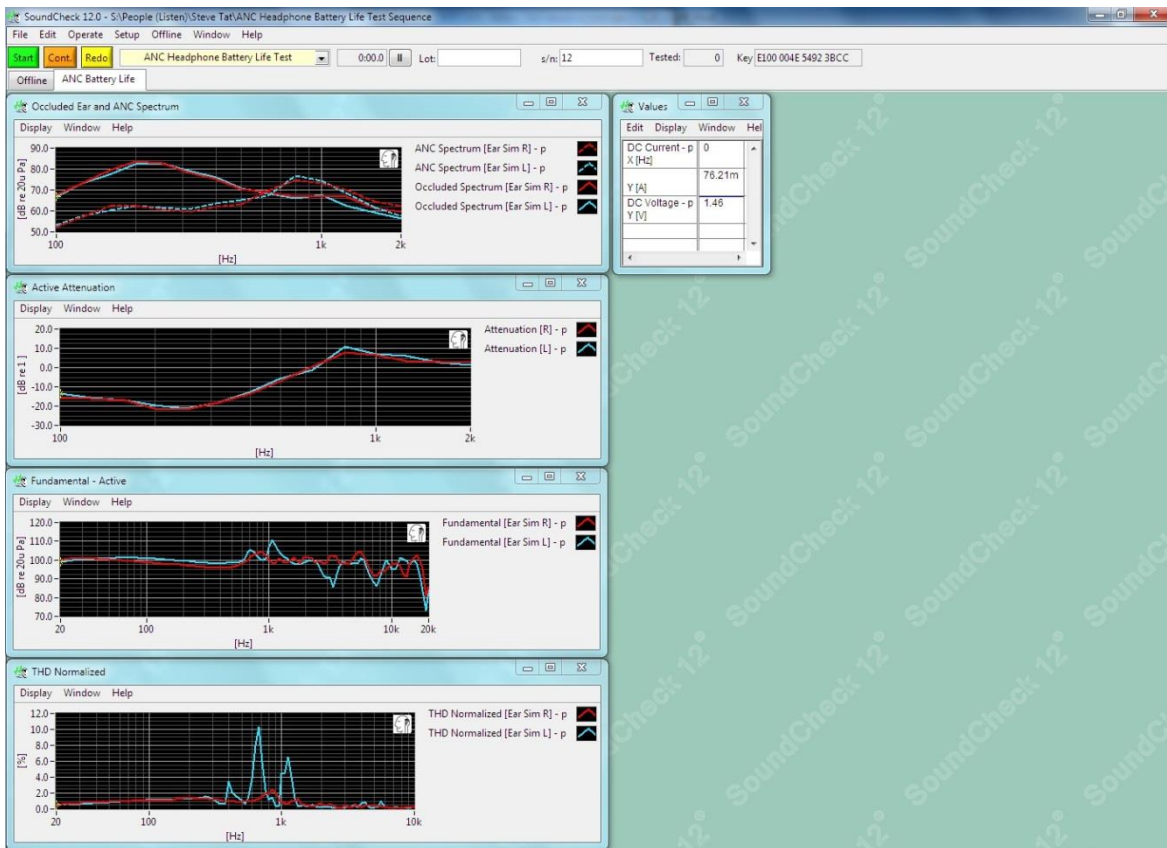 SoundCheck 12.0 - S:\People (Listen)\Steve Tat\ANC Headphone Battery Life Test Sequence
File Edit Operate Setup Offline Window Help
Start Cont. Redo ANC Headphone Battery Life Test 0:00.0 Lot: s/n: 12 Tested: 0 Key E100 004E 5492 3BCC
Offline ANC Battery Life
Occluded Ear and ANC Spectrum
Display Window Help
ANC Spectrum [Ear Sim R] - p
ANC Spectrum [Ear Sim L] - p
Occluded Spectrum [Ear Sim R] - p
Occluded Spectrum [Ear Sim L] - p
[dB re 20u Pa]
90.0
80.0
70.0
60.0
50.0
100 1k 2k
[Hz]
Values
Edit Display Window Hel
DC Current - p 0
X [Hz]
76.21m
Y [A]
DC Voltage - p 1.46
Y [V]
Active Attenuation
Display Window Help
Attenuation [R] - p
Attenuation [L] - p
[dB re 1 ]
20.0
10.0
0.0
-10.0
-20.0
-30.0
100 1k 2k
[Hz]
Fundamental - Active
Display Window Help
Fundamental [Ear Sim R] - p
Fundamental [Ear Sim L] - p
[dB re 20u Pa]
120.0
110.0
100.0
90.0
80.0
70.0
20 100 1k 10k 20k
[Hz]
THD Normalized
Display Window Help
THD Normalized [Ear Sim R] - p
THD Normalized [Ear Sim L] - p
[%]
12.0
10.0
8.0
6.0
4.0
2.0
0.0
20 100 1k 10k
[Hz]
SoundCheck 12°